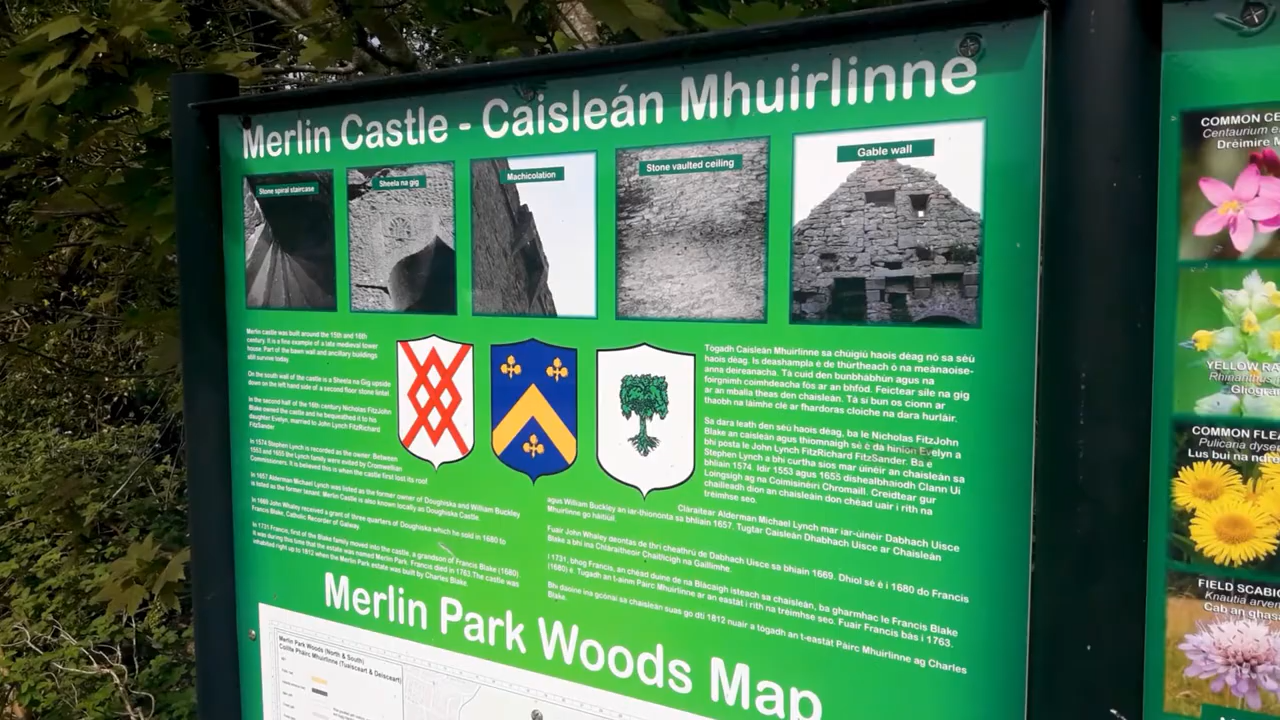 Merlin Castle - Caisleán Mhuirlinne
Stone spiral staircase
Sheela na gig
Machicolation
Stone vaulted ceiling
Gable wall
Merlin castle was built around the 15th and 16th
century. It is a fine example of a late medieval tower
house. Part of the bawn wall and ancillary buildings
still survive today.
On the south wall of the castle is a Sheela na Gig upside
down on the left hand side of a second floor stone lintel
In the second half of the 16th century Nicholas FitzJohn
Blake owned the castle and he bequeathed it to his
daughter Evelyn, married to John Lynch FitzRichard
FitzSander
In 1574 Stephen Lynch is recorded as the owner. Between
1553 and 1655 the Lynch family were exiled by Cromwellian
Commissioners. It is believed this is when the castle first lost its roof
In 1657 Alderman Michael Lynch was listed as the former owner of Doughiska and William Buckley
is listed as the former tenant. Merlin Castle is also known locally as Doughiska Castle.
In 1669 John Whaley received a grant of three quarters of Doughiska which he sold in 1680 to
Francis Blake, Catholic Recorder of Galway.
In 1731 Francis, first of the Blake family moved into the castle, a grandson of Francis Blake (1680).
It was during this time that the estate was named Merlin Park. Francis died in 1763. The castle was
inhabited right up to 1812 when the Merlin Park estate was built by Charles Blake.
Tógadh Caisleán Mhuirlinne sa chúigiú haois déag nó sa séú
haois déag. Is deashampla é de thúrtheach ó na meánaoise-
anna deireanacha. Tá cuid den bunbhábhún agus na
foirgnimh coimhdeacha fós ar an bhfód. Feictear síle na gig
ar an mballa theas den chaisleán. Tá sí bun os cionn ar
thaobh na láimhe clé ar fhardoras cloiche na dara hurláir.
Sa dara leath den séú haois déag, ba le Nicholas FitzJohn
Blake an caisleán agus thiomnaigh sé é dá hiníon Evelyn a
bhí posta le John Lynch FitzRichard FitzSander. Ba é
Stephen Lynch a bhí curtha síos mar úinéir an chaisleán sa
bhliain 1574. Idir 1553 agus 1655 dishealbhaíodh Clann Uí
Loingsigh ag na Coimisinéirí Chromaill. Creidtear gur
chailleadh díon an chaisleáin don chéad uair i rith na
tréimhse seo.
Cláraítear Alderman Michael Lynch mar iar-úinéir Dabhach Uisce
agus William Buckley an iar-thionónta sa bhliain 1657. Tugtar Caisleán Dhabhach Uisce ar Chaisleán
Mhuirlinne go háitiúil.
Fuair John Whaley deontas de thrí cheathrú de Dabhach Uisce sa bhliain 1669. Dhíol sé é i 1680 do Francis
Blake a bhí ina Chláraitheoir Chaitlicigh na Gaillimhe.
I 1731, bhog Francis, an chéad duine de na Blácaigh isteach sa chaisleán, ba gharmhac le Francis Blake
(1680) é. Tugadh an t-ainm Páirc Mhuirlinne ar an eastát i rith na tréimhse seo. Fuair Francis bás i 1763.
Bhí daoine ina gcónaí sa chaisleán suas go dtí 1812 nuair a tógadh an t-eastát Páirc Mhuirlinne ag Charles
Blake.
Merlin Park Woods Map
Merlin Park Woods (North & South)
Coillte Pháirc Mhuirlinne (Tuaisceart & Deisceart)
COMMON CE
Centaurium e
Dréimire M
YELLOW RA
Rhinanthus
Gliogra
COMMON FLE
Pulicaria dyse
Lus buí na ndre
FIELD SCABIO
Knautia arven
Cab an ghasá